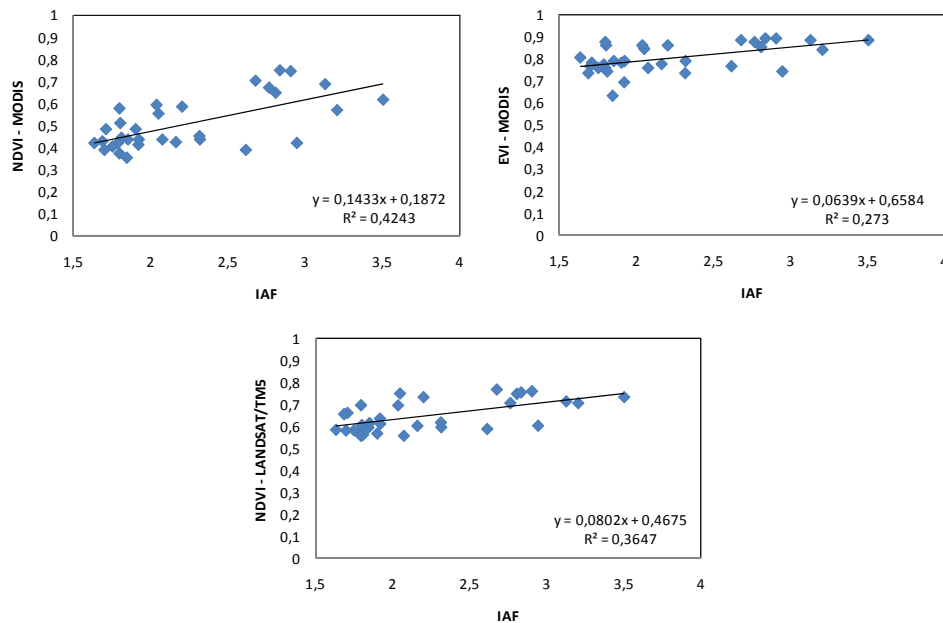 NDVI - MODIS
1
0,9
0,8
0,7
0,6
0,5
0,4
0,3
0,2
0,1
0
y = 0,1433x + 0,1872
R² = 0,4243
1,5 2 2,5 3 3,5 4
IAF
EVI - MODIS
1
0,9
0,8
0,7
0,6
0,5
0,4
0,3
0,2
0,1
0
y = 0,0639x + 0,6584
R² = 0,273
1,5 2 2,5 3 3,5 4
IAF
NDVI - LANDSAT/TM5
1
0,9
0,8
0,7
0,6
0,5
0,4
0,3
0,2
0,1
0
y = 0,0802x + 0,4675
R² = 0,3647
1,5 2 2,5 3 3,5 4
IAF